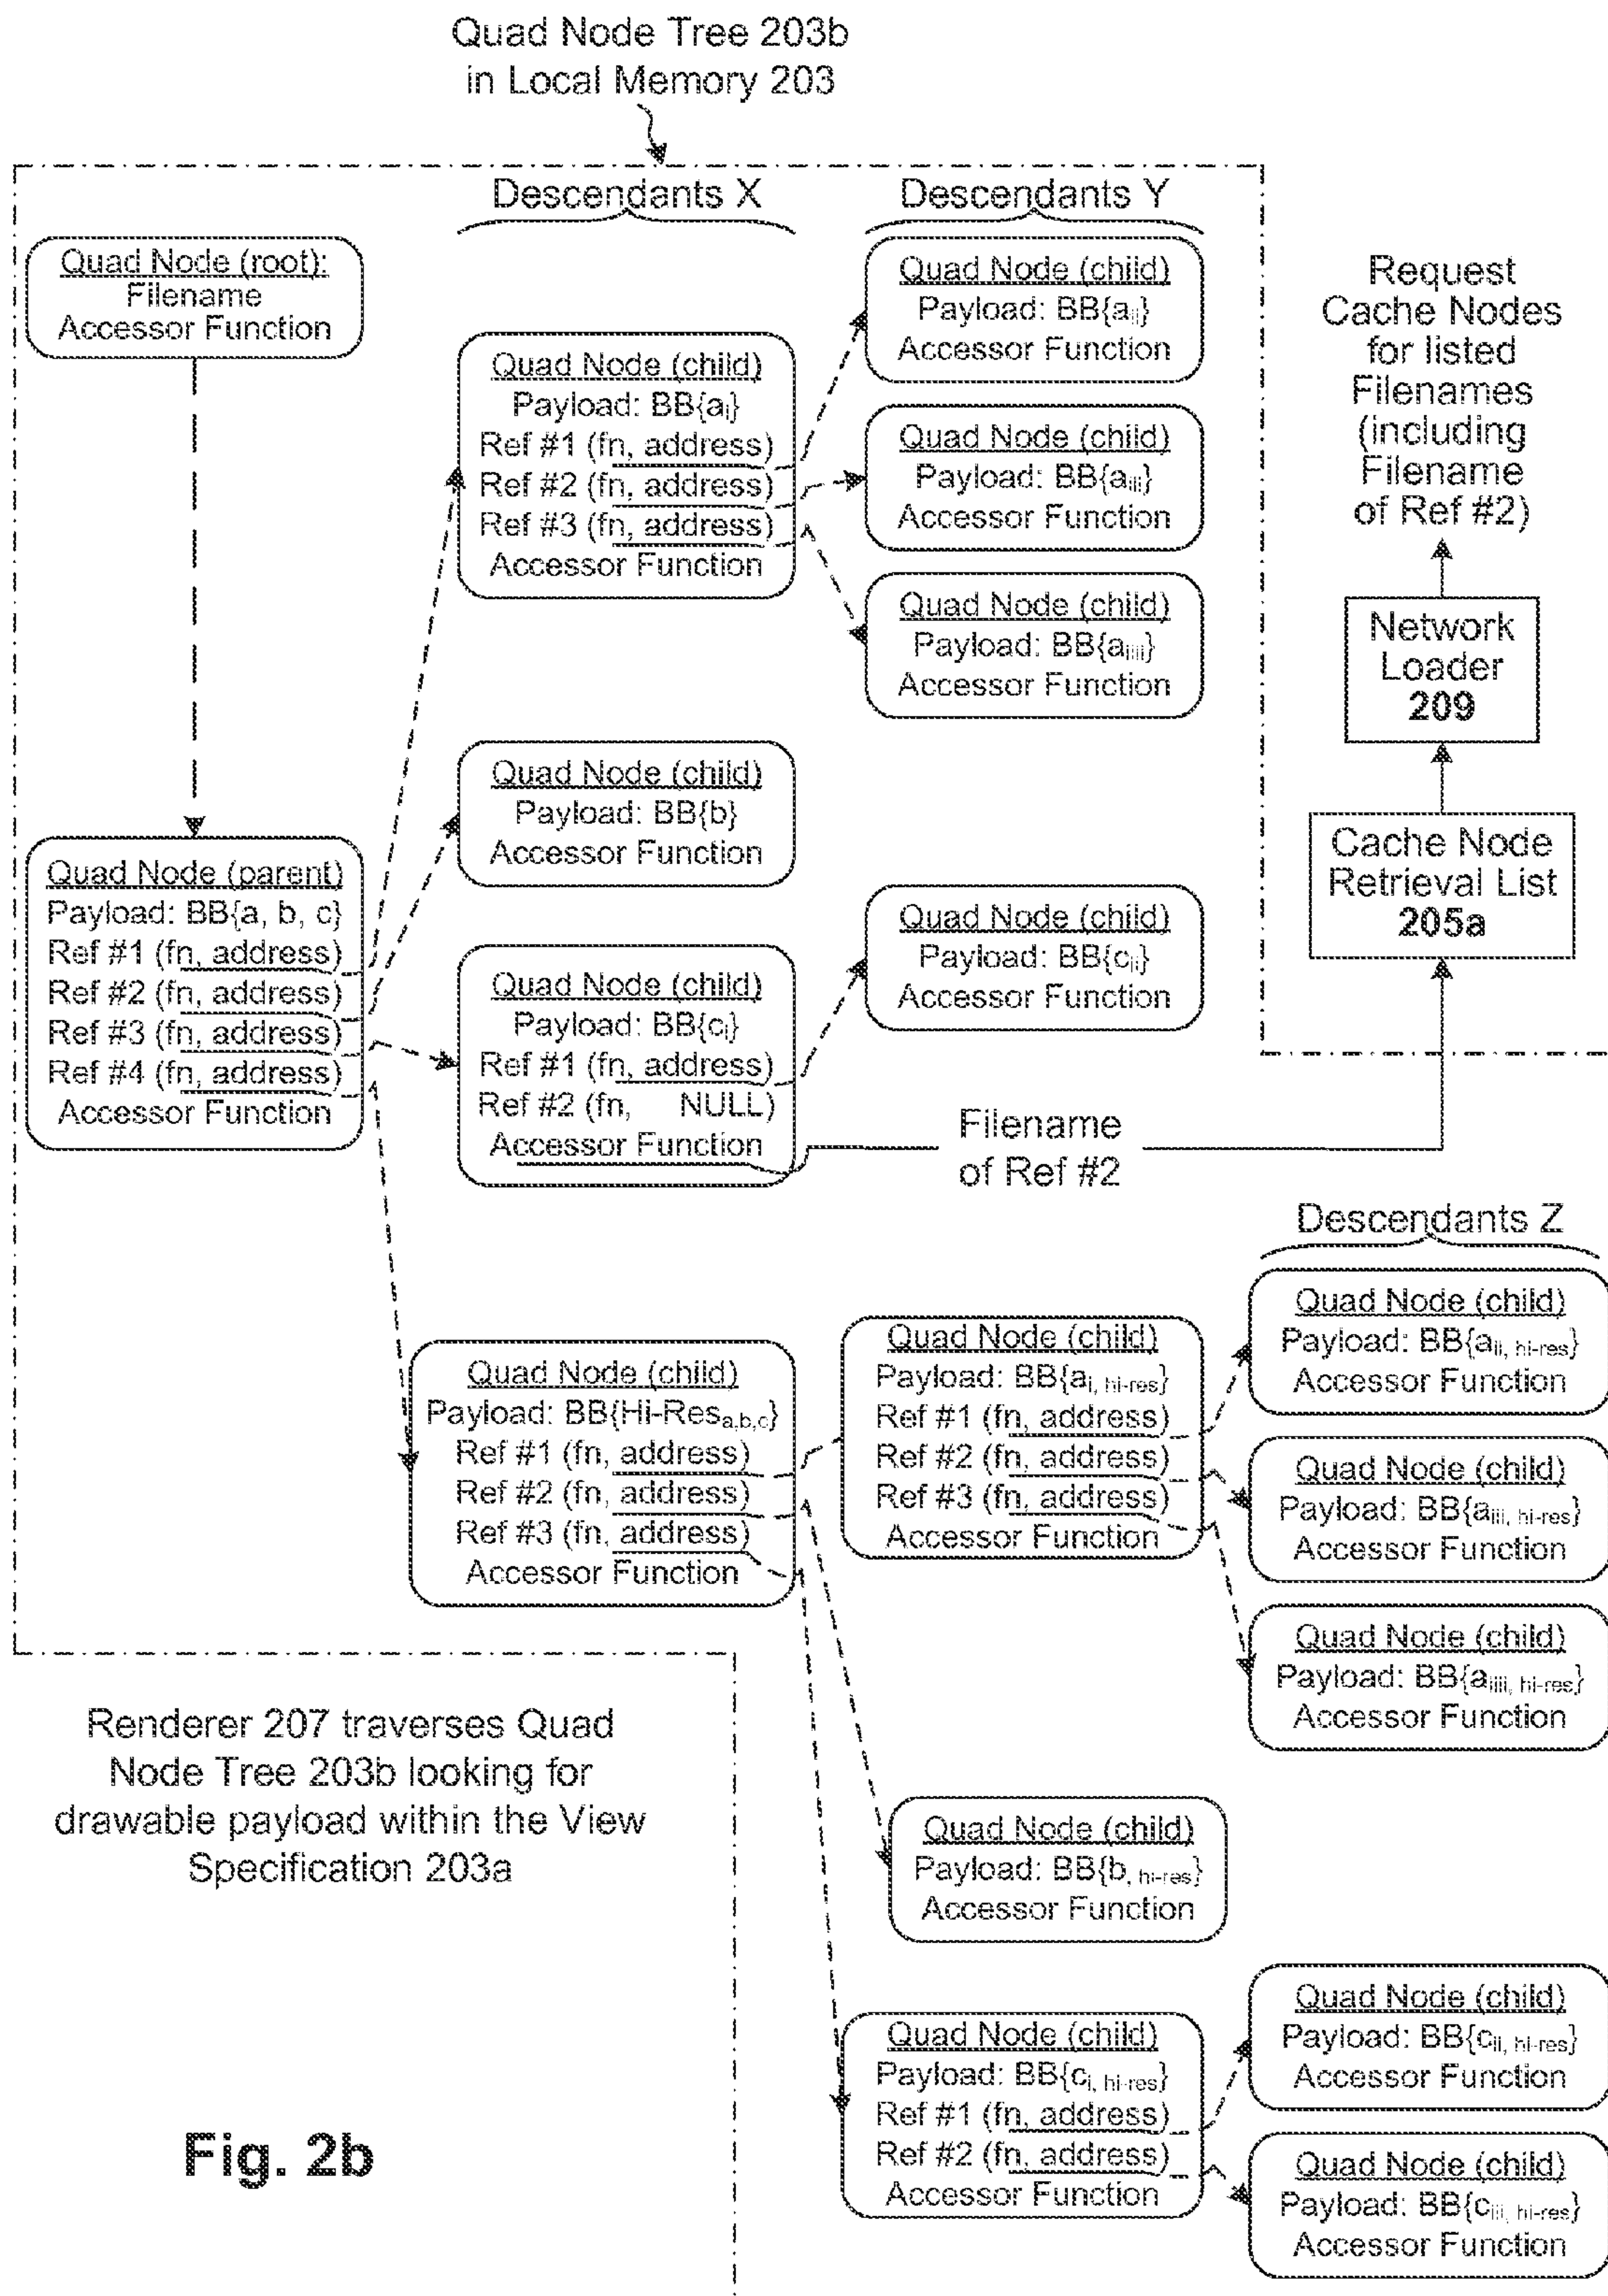 Quad Node Tree 203b
in Local Memory 203
Descendants X
Descendants Y
Quad Node (root):
Filename
Accessor Function
Quad Node (parent)
Payload: BB{a, b, c}
Ref #1 (fn, address)
Ref #2 (fn, address)
Ref #3 (fn, address)
Ref #4 (fn, address)
Accessor Function
Quad Node (child)
Payload: BB{ai}
Ref #1 (fn, address)
Ref #2 (fn, address)
Ref #3 (fn, address)
Accessor Function
Quad Node (child)
Payload: BB{b}
Accessor Function
Quad Node (child)
Payload: BB{ci}
Ref #1 (fn, address)
Ref #2 (fn, NULL)
Accessor Function
Quad Node (child)
Payload: BB{aii}
Accessor Function
Quad Node (child)
Payload: BB{aiii}
Accessor Function
Quad Node (child)
Payload: BB{aiiii}
Accessor Function
Quad Node (child)
Payload: BB{cii}
Accessor Function
Request
Cache Nodes
for listed
Filenames
(including
Filename
of Ref #2)
Network
Loader
209
Cache Node
Retrieval List
205a
Filename
of Ref #2
Descendants Z
Quad Node (child)
Payload: BB{Hi-Resa,b,c}
Ref #1 (fn, address)
Ref #2 (fn, address)
Ref #3 (fn, address)
Accessor Function
Quad Node (child)
Payload: BB{ai, hi-res}
Ref #1 (fn, address)
Ref #2 (fn, address)
Ref #3 (fn, address)
Accessor Function
Quad Node (child)
Payload: BB{aii, hi-res}
Accessor Function
Quad Node (child)
Payload: BB{aiii, hi-res}
Accessor Function
Quad Node (child)
Payload: BB{aiiii, hi-res}
Accessor Function
Quad Node (child)
Payload: BB{b, hi-res}
Accessor Function
Quad Node (child)
Payload: BB{ci, hi-res}
Ref #1 (fn, address)
Ref #2 (fn, address)
Accessor Function
Quad Node (child)
Payload: BB{cii, hi-res}
Accessor Function
Quad Node (child)
Payload: BB{ciii, hi-res}
Accessor Function
Renderer 207 traverses Quad
Node Tree 203b looking for
drawable payload within the View
Specification 203a
Fig. 2b